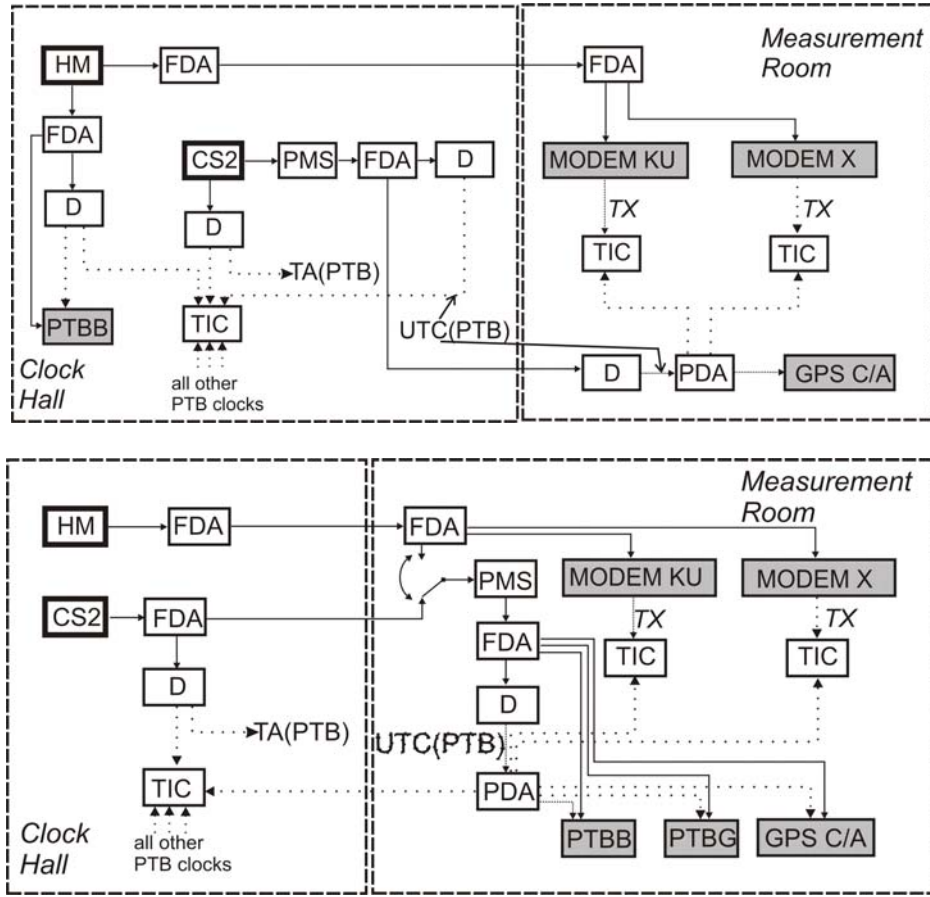 Measurement
Room
HM
FDA
FDA
FDA
CS2
PMS
FDA
D
MODEM KU
MODEM X
D
D
TX
TX
TIC
TIC
TA(PTB)
PTBB
TIC
UTC(PTB)
Clock
Hall
all other
PTB clocks
D
PDA
GPS C/A
Measurement
Room
HM
FDA
FDA
PMS
MODEM KU
MODEM X
CS2
FDA
TX
TX
FDA
TIC
TIC
D
D
TA(PTB)
UTC(PTB)
TIC
PDA
Clock
Hall
all other
PTB clocks
PTBB
PTBG
GPS C/A